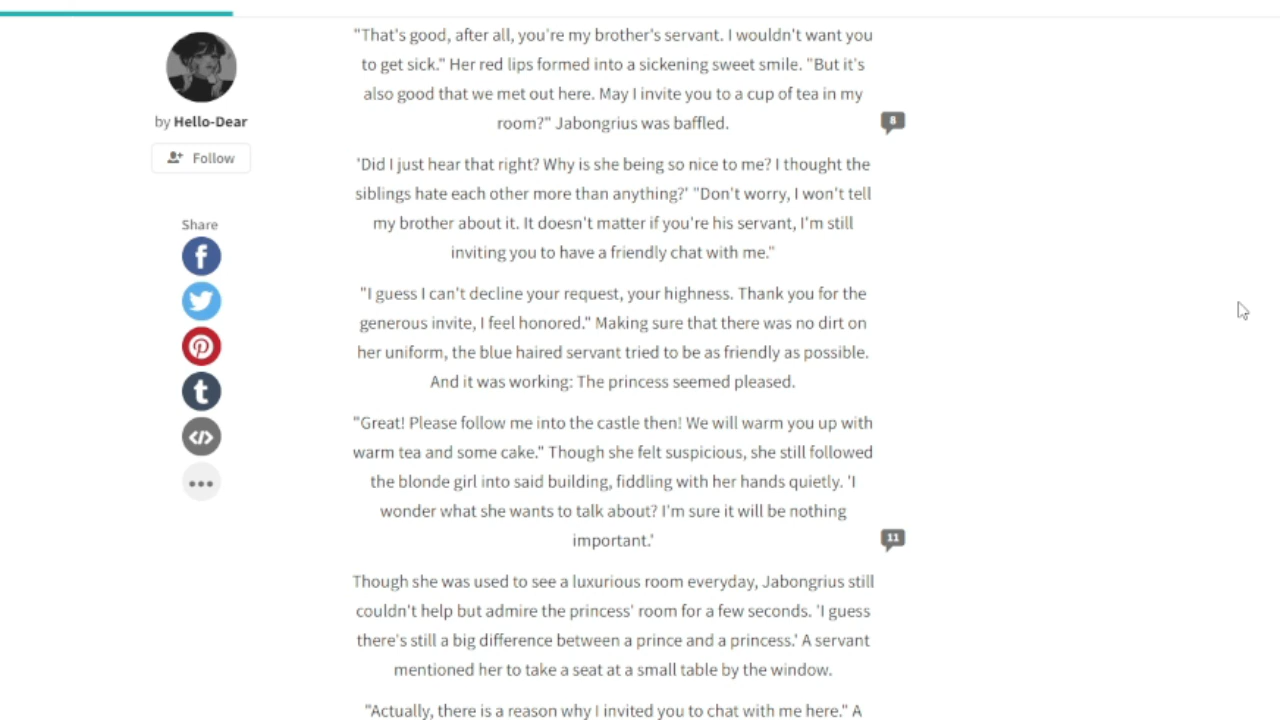 "That's good, after all, you're my brother's servant. I wouldn't want you
to get sick." Her red lips formed into a sickening sweet smile. "But it's
also good that we met out here. May I invite you to a cup of tea in my
room?" Jabongrius was baffled.
8
by Hello-Dear
Follow
'Did I just hear that right? Why is she being so nice to me? I thought the
siblings hate each other more than anything?' "Don't worry, I won't tell
my brother about it. It doesn't matter if you're his servant, I'm still
inviting you to have a friendly chat with me."
Share
"I guess I can't decline your request, your highness. Thank you for the
generous invite, I feel honored." Making sure that there was no dirt on
her uniform, the blue haired servant tried to be as friendly as possible.
And it was working: The princess seemed pleased.
"Great! Please follow me into the castle then! We will warm you up with
warm tea and some cake." Though she felt suspicious, she still followed
the blonde girl into said building, fiddling with her hands quietly. 'I
wonder what she wants to talk about? I'm sure it will be nothing
important.'
11
Though she was used to see a luxurious room everyday, Jabongrius still
couldn't help but admire the princess' room for a few seconds. 'I guess
there's still a big difference between a prince and a princess.' A servant
mentioned her to take a seat at a small table by the window.
"Actually, there is a reason why I invited you to chat with me here." A